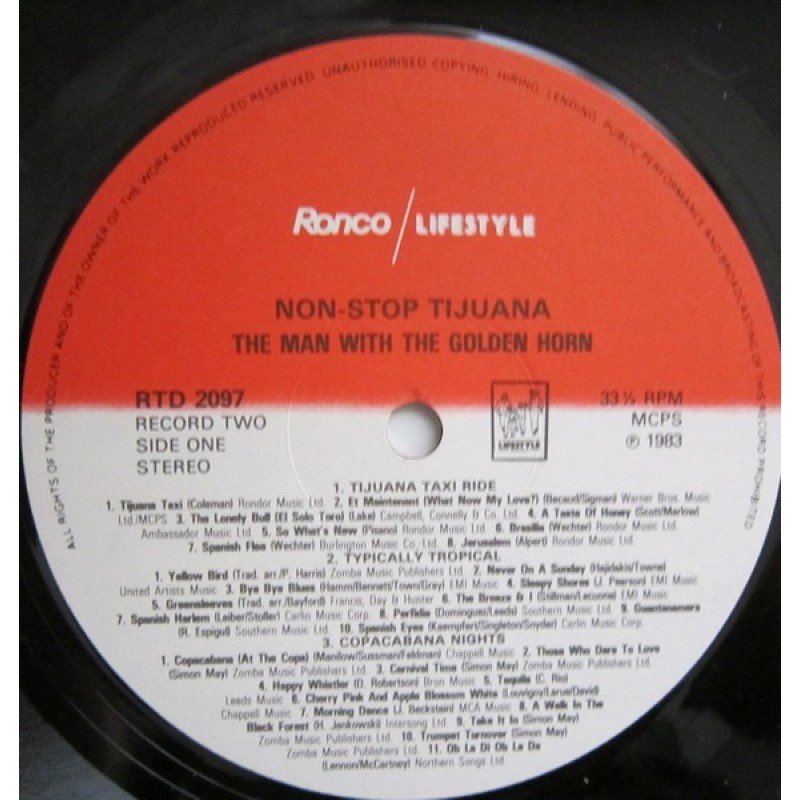 ALL RIGHTS OF THE PRODUCER AND OF THE OWNER OF THE WORK REPRODUCED RESERVED. UNAUTHORISED COPYING, HIRING, LENDING, PUBLIC PERFORMANCE AND BROADCASTING OF THIS RECORD PROHIBITED
Ronco / LIFESTYLE
NON-STOP TIJUANA
THE MAN WITH THE GOLDEN HORN
RTD 2097
RECORD TWO
SIDE ONE
STEREO
LIFESTYLE
33⅓ RPM
MCPS
℗ 1983
1. TIJUANA TAXI RIDE
1. Tijuana Taxi (Coleman) Rondor Music Ltd. 2. Et Maintenant (What Now My Love?) (Becaud/Sigman) Warner Bros. Music
Ltd./MCPS 3. The Lonely Bull (El Solo Toro) (Lake) Campbell, Connelly & Co. Ltd. 4. A Taste Of Honey (Scott/Marlow)
Ambassador Music Ltd. 5. So What's New (Pisano) Rondor Music Ltd. 6. Brasilia (Wechter) Rondor Music Ltd.
7. Spanish Flea (Wechter) Burlington Music Co. Ltd. 8. Jerusalem (Alpert) Rondor Music Ltd.
2. TYPICALLY TROPICAL
1. Yellow Bird (Trad. arr./P. Harris) Zomba Music Publishers Ltd. 2. Never On A Sunday (Hajidakis/Towne)
United Artists Music 3. Bye Bye Blues (Hamm/Bennett/Town/Gray) EMI Music 4. Sleepy Shores (J. Pearson) EMI Music
5. Greensleeves (Trad. arr./Bayford) Francis, Day & Hunter 6. The Breeze & I (Stillman/Lecuona) EMI Music
7. Spanish Harlem (Leiber/Stoller) Carlin Music Corp. 8. Perfidia (Dominguez/Leeds) Southern Music Ltd. 9. Guantanamera
(R. Espigul) Southern Music Ltd. 10. Spanish Eyes (Kaempfert/Singleton/Snyder) Carlin Music Corp.
3. COPACABANA NIGHTS
1. Copacabana (At The Copa) (Manilow/Sussman/Feldman) Chappell Music 2. Those Who Dare To Love
(Simon May) Zomba Music Publishers Ltd. 3. Carnival Time (Simon May) Zomba Music Publishers Ltd.
4. Happy Whistler (D. Robertson) Bron Music 5. Tequila (C. Rio)
Leeds Music 6. Cherry Pink And Apple Blossom White (Louvigny/Larue/David)
Chappell Music 7. Morning Dance (J. Beckstein) MCA Music 8. A Walk In The
Black Forest (H. Jankowski) Intersong Ltd. 9. Take It In (Simon May)
Zomba Music Publishers Ltd. 10. Trumpet Turnover (Simon May)
Zomba Music Publishers Ltd. 11. Ob La Di Ob La Da
(Lennon/McCartney) Northern Songs Ltd.